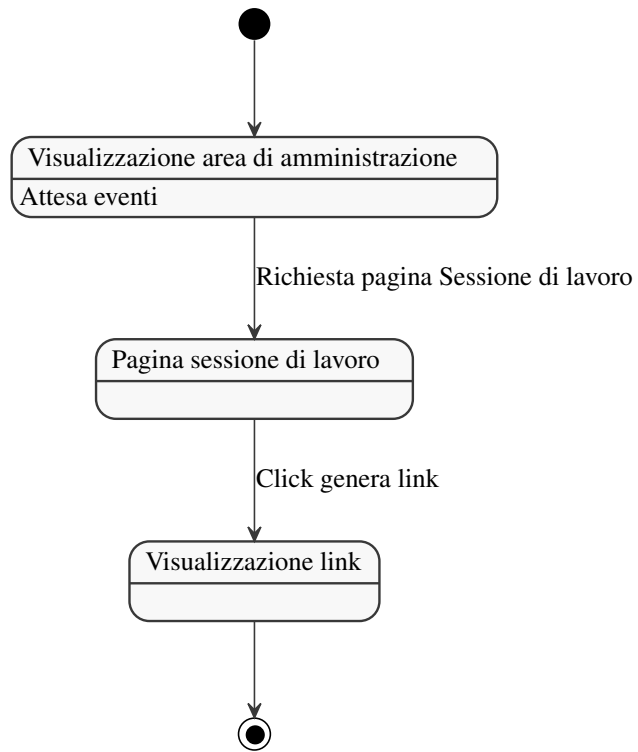 Visualizzazione area di amministrazione
Attesa eventi
Richiesta pagina Sessione di lavoro
Pagina sessione di lavoro
Click genera link
Visualizzazione link